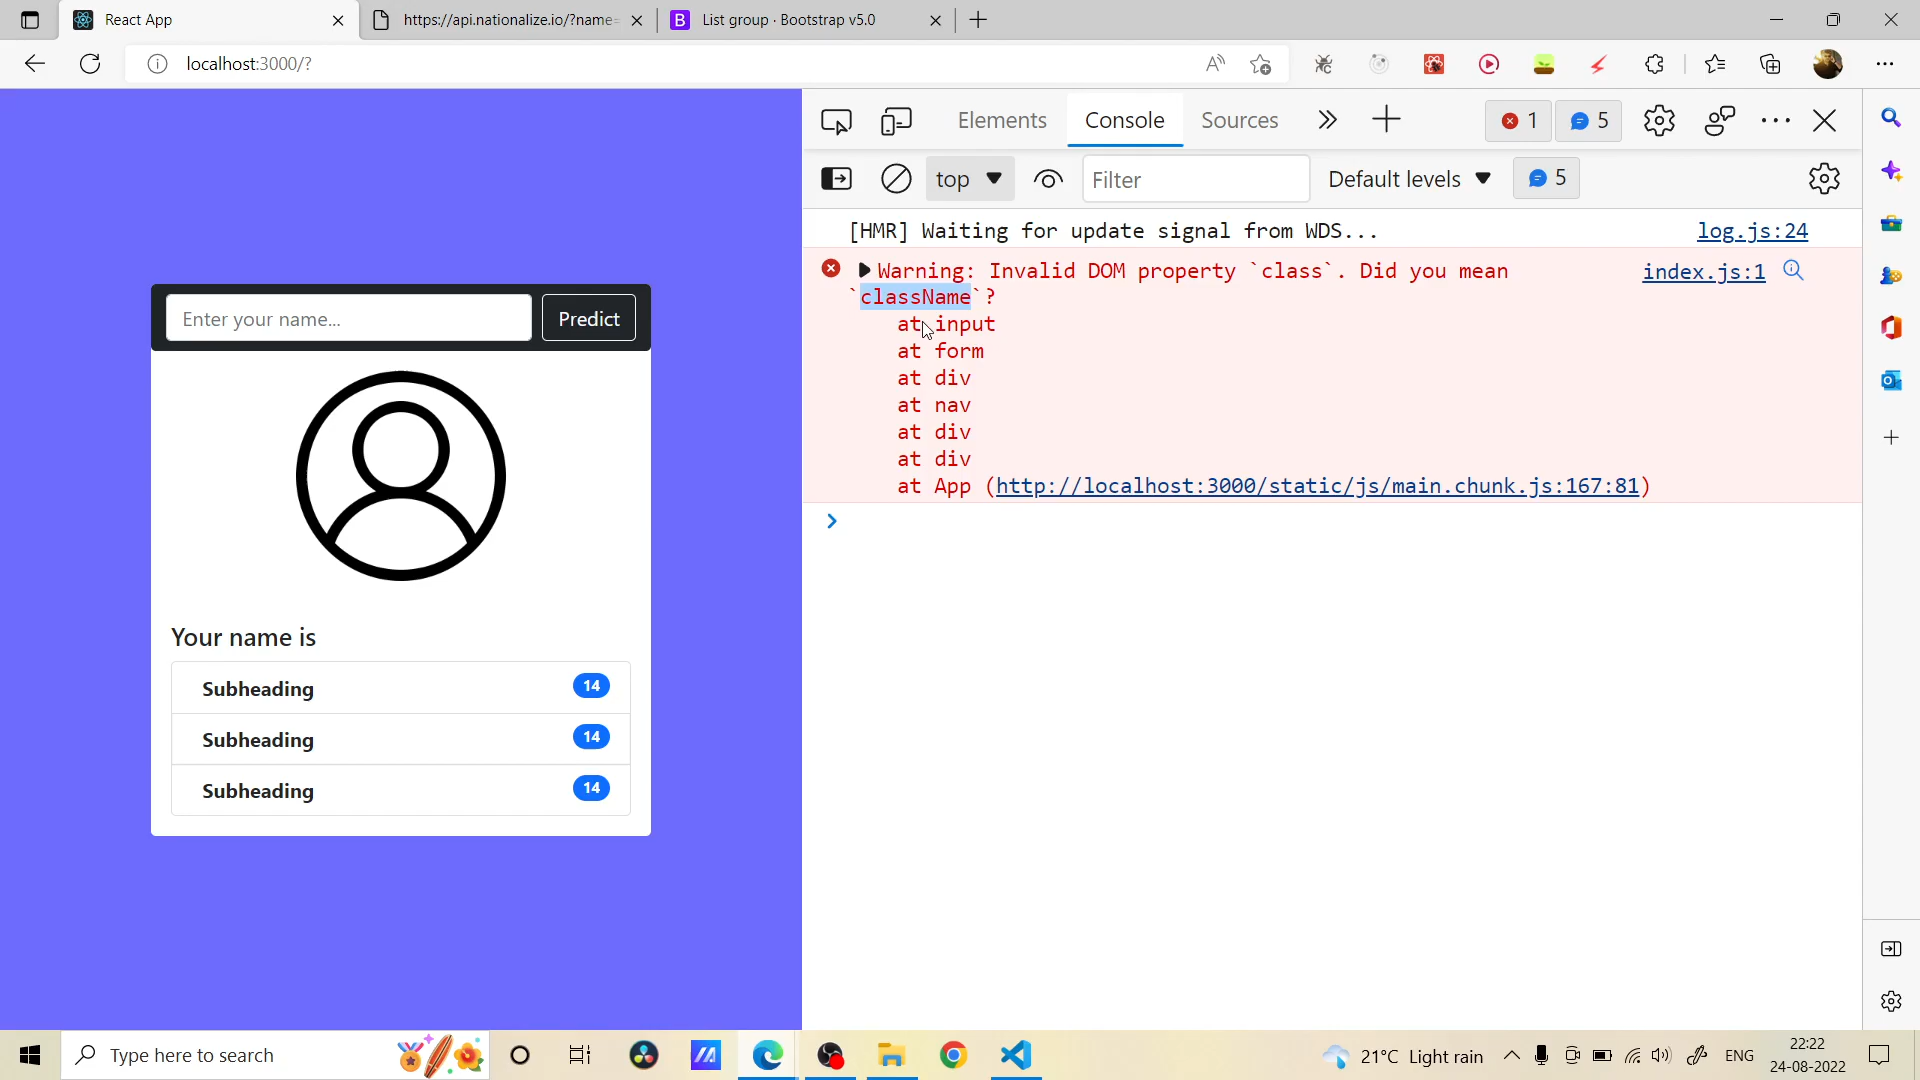 React App
https://api.nationalize.io/?name=
List group · Bootstrap v5.0
localhost:3000/?
Elements
Console
Sources
1
5
top
Filter
Default levels
5
[HMR] Waiting for update signal from WDS...
log.js:24
Warning: Invalid DOM property `class`. Did you mean
index.js:1
`className`?
at input
at form
at div
at nav
at div
at div
at App (http://localhost:3000/static/js/main.chunk.js:167:81)
Enter your name...
Predict
Your name is
Subheading
14
Subheading
14
Subheading
14
Type here to search
21°C Light rain
ENG
22:22
24-08-2022